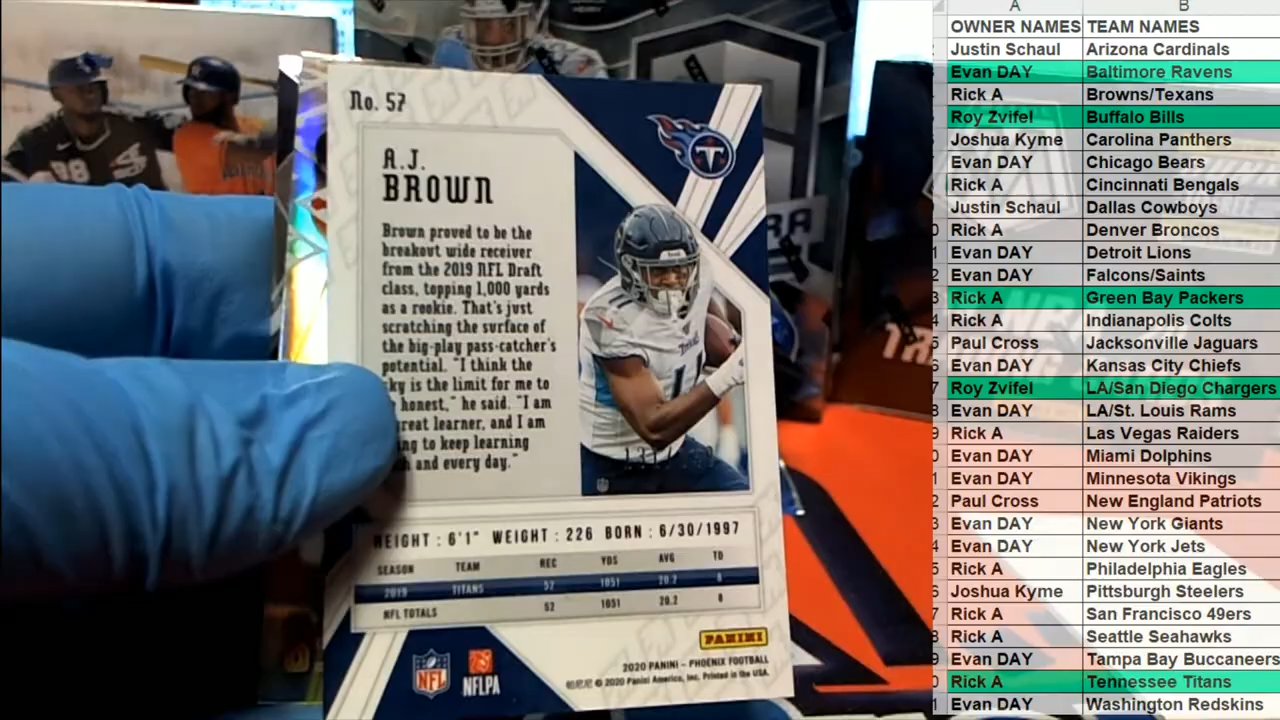 No. 57
A.J.
BROWN
Brown proved to be the
breakout wide receiver
from the 2019 NFL Draft
class, topping 1,000 yards
as a rookie. That's just
scratching the surface of
the big-play pass-catcher's
potential. "I think the
is the limit for me to
honest," he said. "I am
learner, and I am
to keep learning
and every day."
HEIGHT : 6'1" WEIGHT : 226 BORN : 6/30/1997
SEASON TEAM REC YDS AVG TD
2019 TITANS 52 1051 20.2 8
NFL TOTALS 52 1051 20.2 8
PANINI
2020 PANINI - PHOENIX FOOTBALL
© 2020 Panini America, Inc. Printed in the USA.
NFL
NFLPA
A B
OWNER NAMES TEAM NAMES
Justin Schaul Arizona Cardinals
Evan DAY Baltimore Ravens
Rick A Browns/Texans
Roy Zvifel Buffalo Bills
Joshua Kyme Carolina Panthers
Evan DAY Chicago Bears
Rick A Cincinnati Bengals
Justin Schaul Dallas Cowboys
Rick A Denver Broncos
Evan DAY Detroit Lions
Evan DAY Falcons/Saints
Rick A Green Bay Packers
Rick A Indianapolis Colts
Paul Cross Jacksonville Jaguars
Evan DAY Kansas City Chiefs
Roy Zvifel LA/San Diego Chargers
Evan DAY LA/St. Louis Rams
Rick A Las Vegas Raiders
Evan DAY Miami Dolphins
Evan DAY Minnesota Vikings
Paul Cross New England Patriots
Evan DAY New York Giants
Evan DAY New York Jets
Rick A Philadelphia Eagles
Joshua Kyme Pittsburgh Steelers
Rick A San Francisco 49ers
Rick A Seattle Seahawks
Evan DAY Tampa Bay Buccaneers
Rick A Tennessee Titans
Evan DAY Washington Redskins